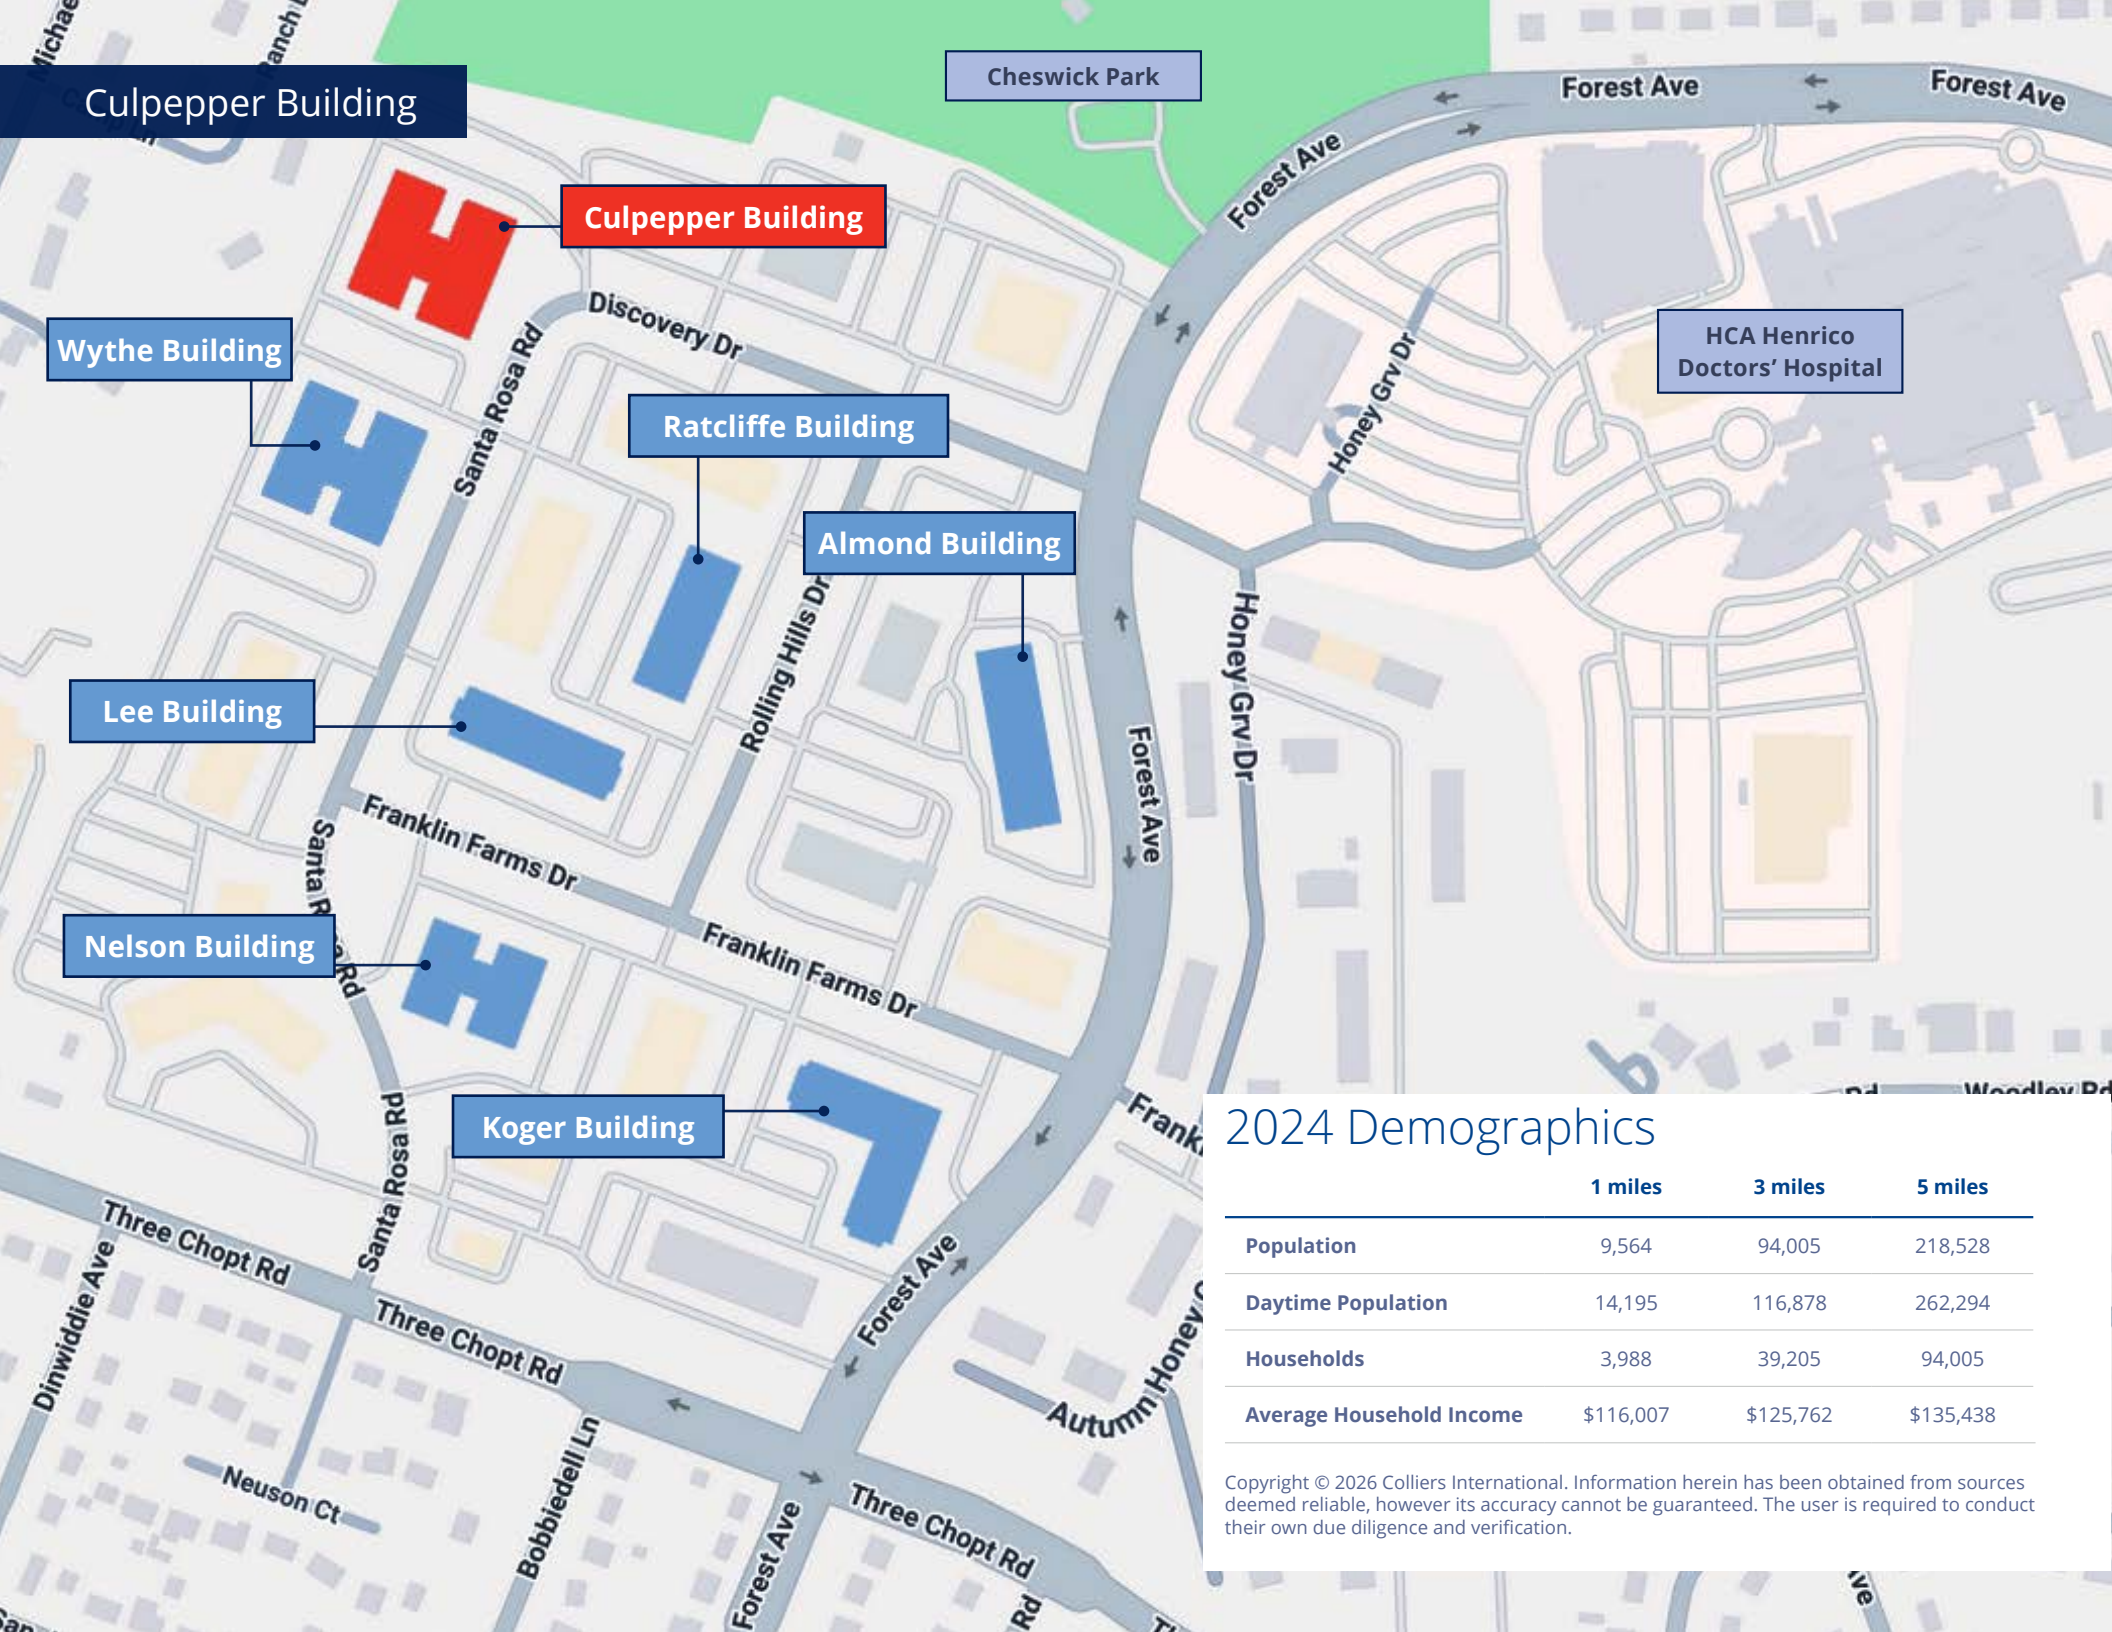 Culpepper Building
Cheswick Park
Forest Ave
Forest Ave
Forest Ave
Culpepper Building
Discovery Dr
Wythe Building
Santa Rosa Rd
HCA Henrico
Doctors' Hospital
Honey Grv Dr
Ratcliffe Building
Almond Building
Rolling Hills Dr
Honey Grv Dr
Lee Building
Forest Ave
Franklin Farms Dr
Nelson Building
Franklin Farms Dr
Koger Building
Santa Rosa Rd
Woodley Rd
Three Chopt Rd
Dinwiddie Ave
Three Chopt Rd
Forest Ave
Neuson Ct
Bobbiedell Ln
Forest Ave
Three Chopt Rd
Rd
Autumn Honey
2024 Demographics
1 miles 3 miles 5 miles
Population 9,564 94,005 218,528
Daytime Population 14,195 116,878 262,294
Households 3,988 39,205 94,005
Average Household Income $116,007 $125,762 $135,438
Copyright © 2026 Colliers International. Information herein has been obtained from sources
deemed reliable, however its accuracy cannot be guaranteed. The user is required to conduct
their own due diligence and verification.